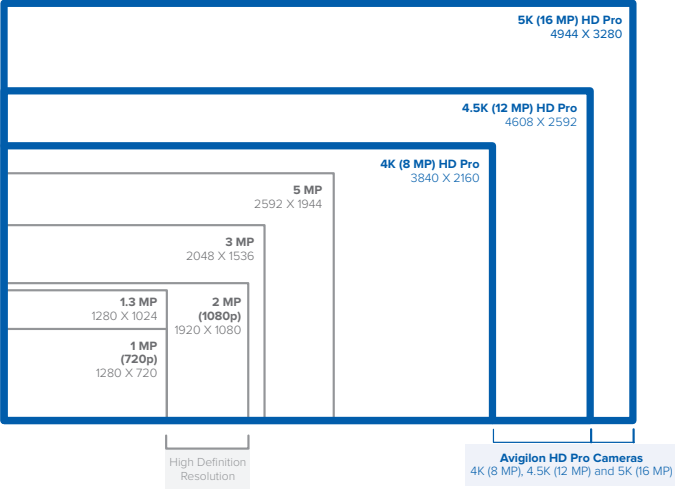 5K (16 MP) HD Pro
4944 X 3280
4.5K (12 MP) HD Pro
4608 X 2592
4K (8 MP) HD Pro
3840 X 2160
5 MP
2592 X 1944
3 MP
2048 X 1536
1.3 MP
1280 X 1024
2 MP
(1080p)
1920 X 1080
1 MP
(720p)
1280 X 720
High Definition
Resolution
Avigilon HD Pro Cameras
4K (8 MP), 4.5K (12 MP) and 5K (16 MP)